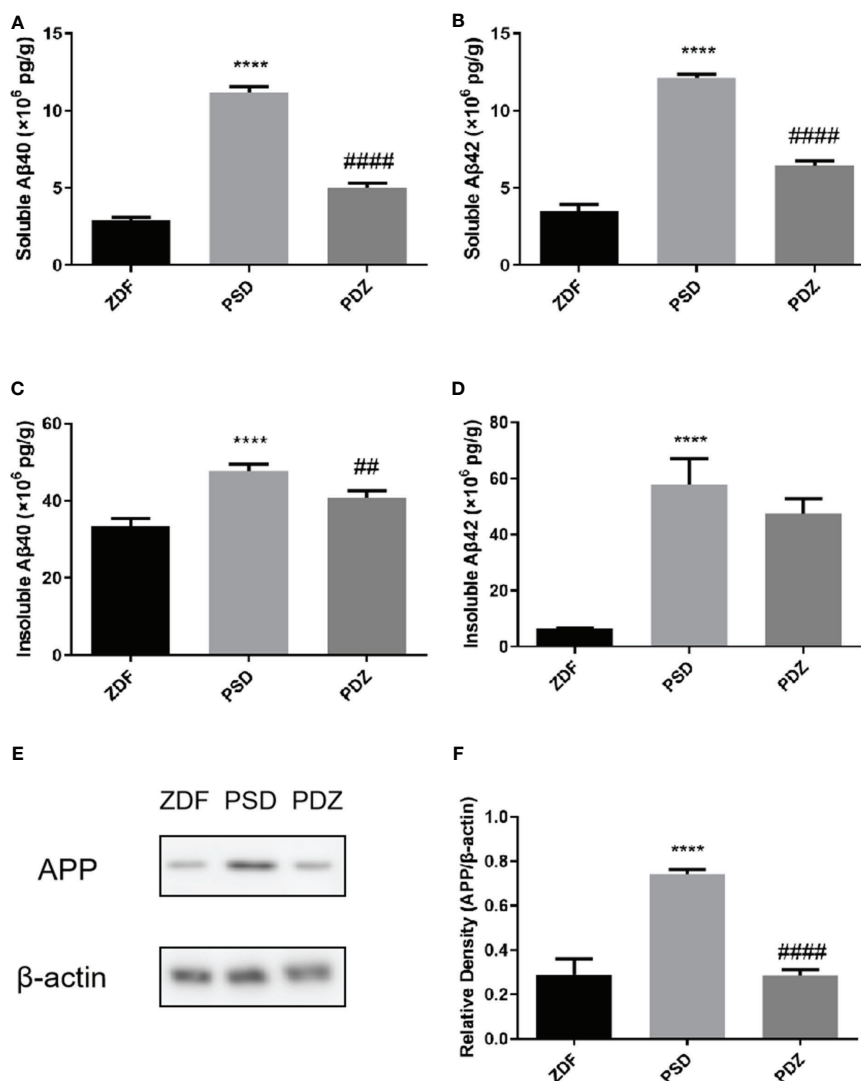 A
Soluble Aβ40 (×10⁶ pg/g)
15
10
5
0
****
####
ZDF
PSD
PDZ
B
Soluble Aβ42 (×10⁶ pg/g)
15
10
5
0
****
####
ZDF
PSD
PDZ
C
Insoluble Aβ40 (×10⁶ pg/g)
60
40
20
0
****
##
ZDF
PSD
PDZ
D
Insoluble Aβ42 (×10⁶ pg/g)
80
60
40
20
0
****
ZDF
PSD
PDZ
E
ZDF PSD PDZ
APP
β-actin
F
Relative Density (APP/β-actin)
1.0
0.8
0.6
0.4
0.2
0.0
****
####
ZDF
PSD
PDZ